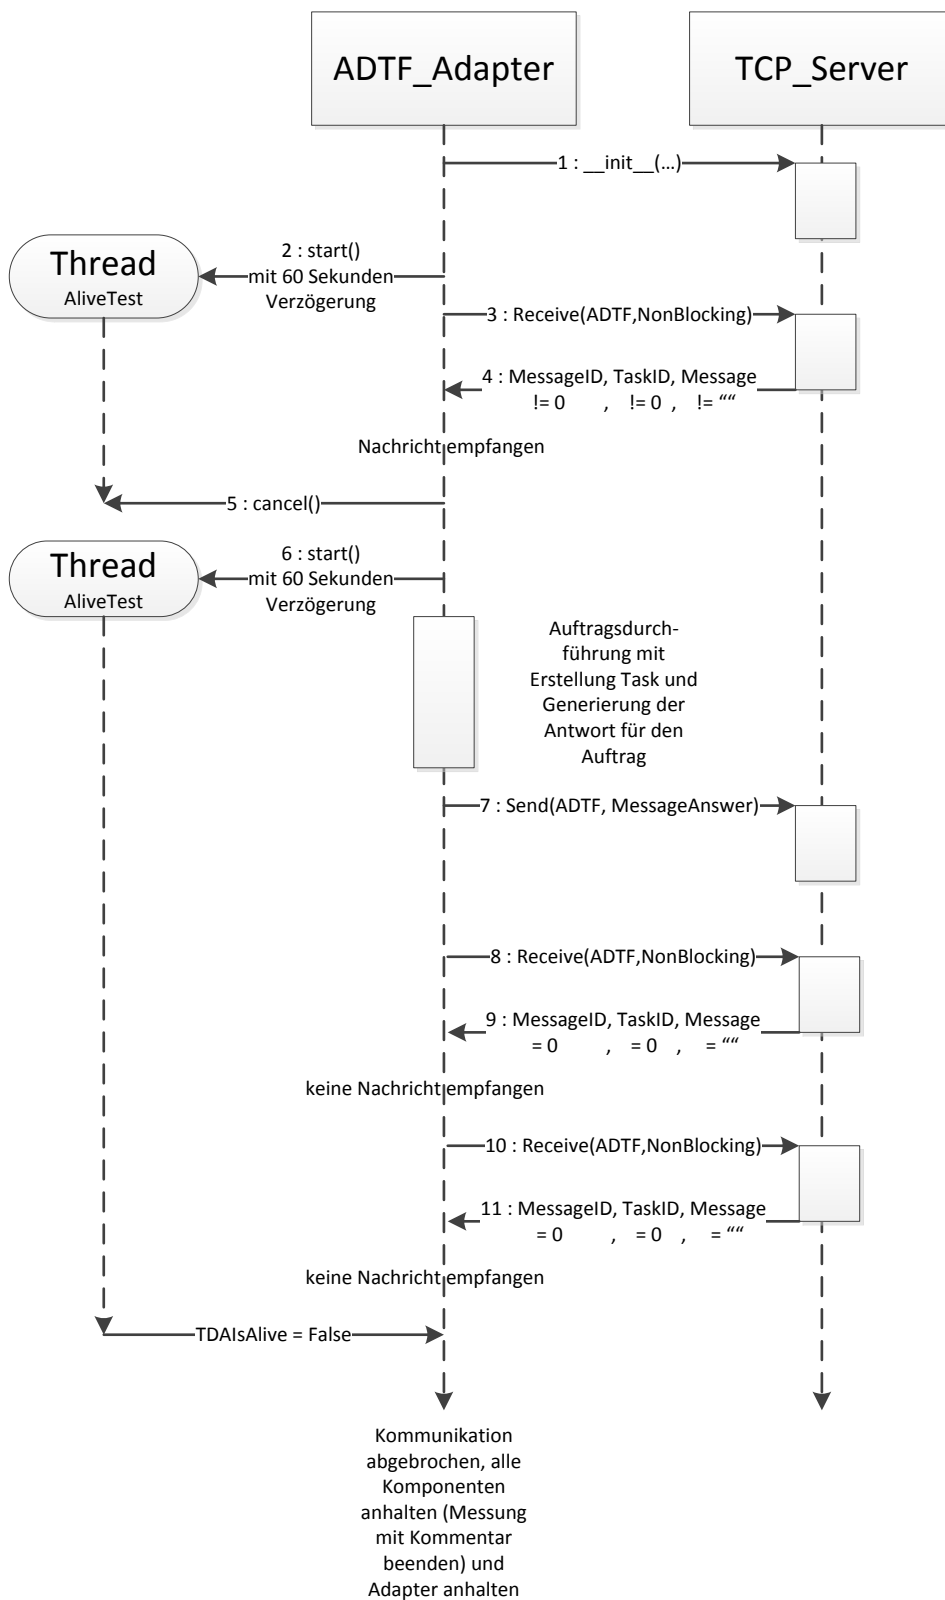 ADTF_Adapter
TCP_Server
1 : __init__(...)
Thread
AliveTest
2 : start()
mit 60 Sekunden
Verzögerung
3 : Receive(ADTF,NonBlocking)
4 : MessageID, TaskID, Message
!= 0 , != 0 , != ““
Nachricht empfangen
5 : cancel()
Thread
AliveTest
6 : start()
mit 60 Sekunden
Verzögerung
Auftragsdurch-
führung mit
Erstellung Task und
Generierung der
Antwort für den
Auftrag
7 : Send(ADTF, MessageAnswer)
8 : Receive(ADTF,NonBlocking)
9 : MessageID, TaskID, Message
= 0 , = 0 , = ““
keine Nachricht empfangen
10 : Receive(ADTF,NonBlocking)
11 : MessageID, TaskID, Message
= 0 , = 0 , = ““
keine Nachricht empfangen
TDAIsAlive = False
Kommunikation
abgebrochen, alle
Komponenten
anhalten (Messung
mit Kommentar
beenden) und
Adapter anhalten